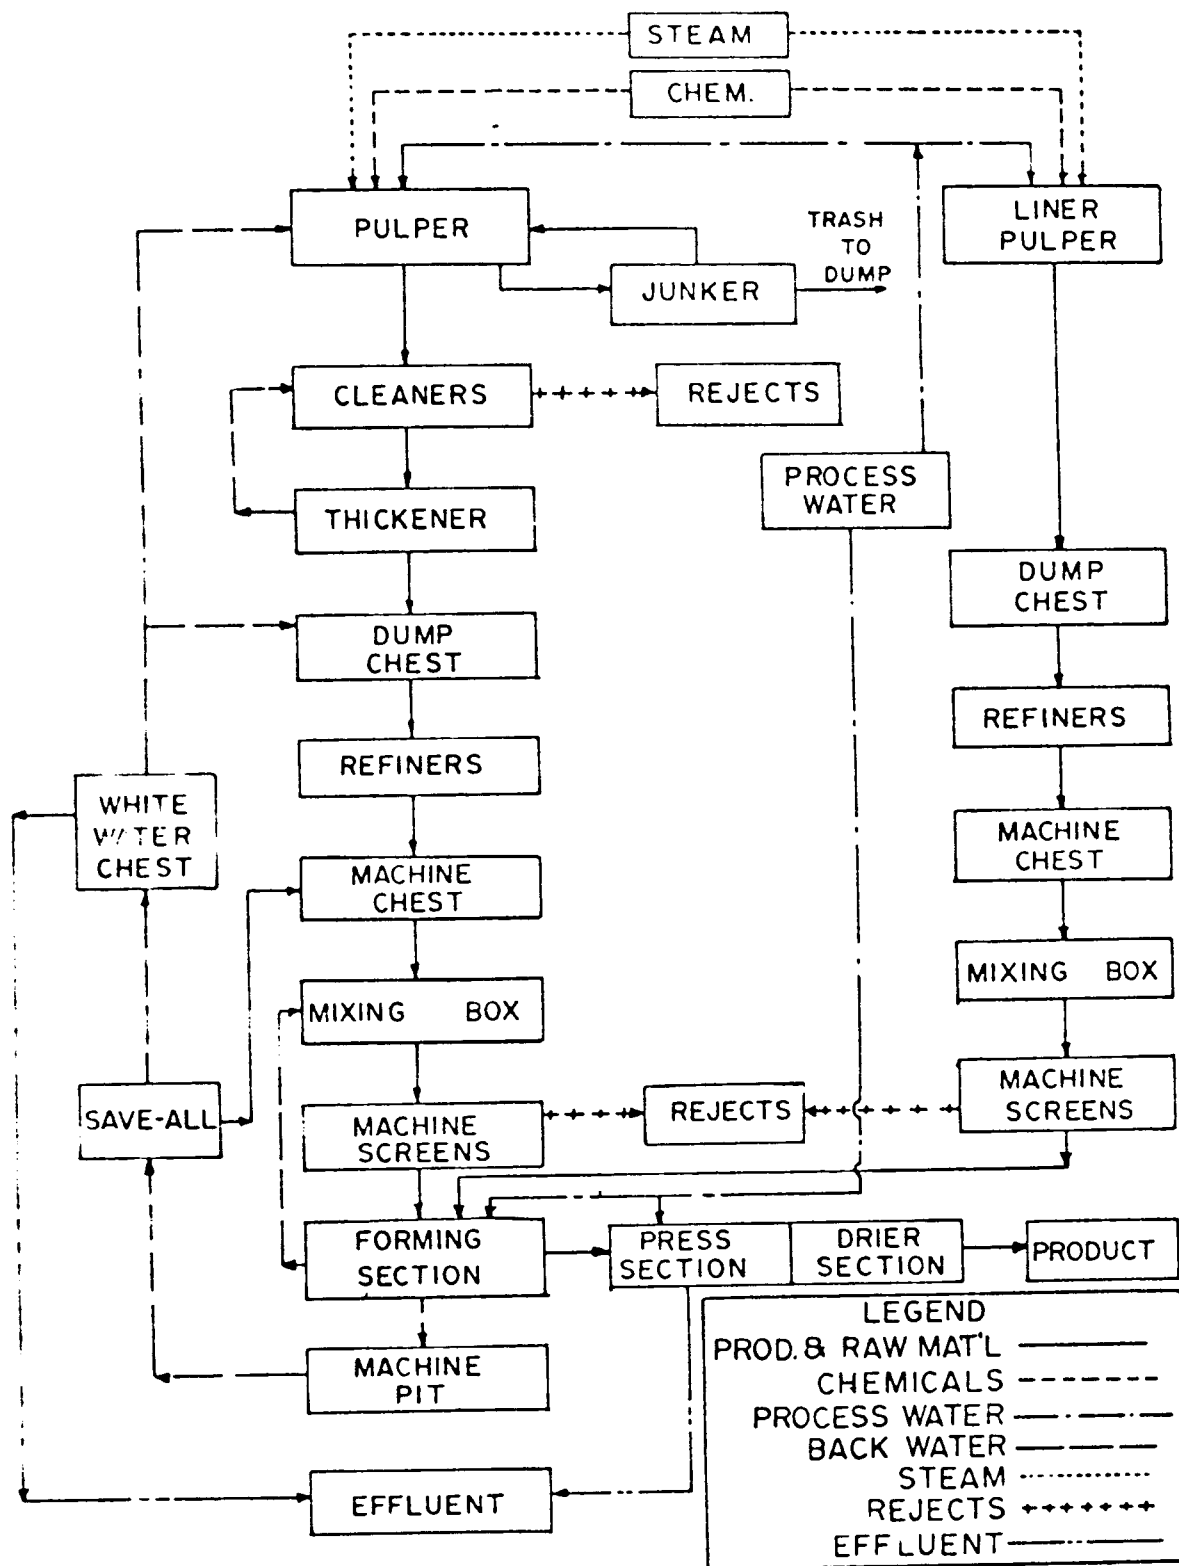 STEAM
CHEM.
PULPER
LINER
PULPER
TRASH
TO
DUMP
JUNKER
CLEANERS
REJECTS
PROCESS
WATER
THICKENER
DUMP
CHEST
DUMP
CHEST
REFINERS
REFINERS
WHITE
WATER
CHEST
MACHINE
CHEST
MACHINE
CHEST
MIXING BOX
MIXING BOX
SAVE-ALL
MACHINE
SCREENS
REJECTS
MACHINE
SCREENS
FORMING
SECTION
PRESS
SECTION
DRIER
SECTION
PRODUCT
MACHINE
PIT
EFFLUENT
LEGEND
PROD. & RAW MAT'L
CHEMICALS
PROCESS WATER
BACK WATER
STEAM
REJECTS
EFFLUENT